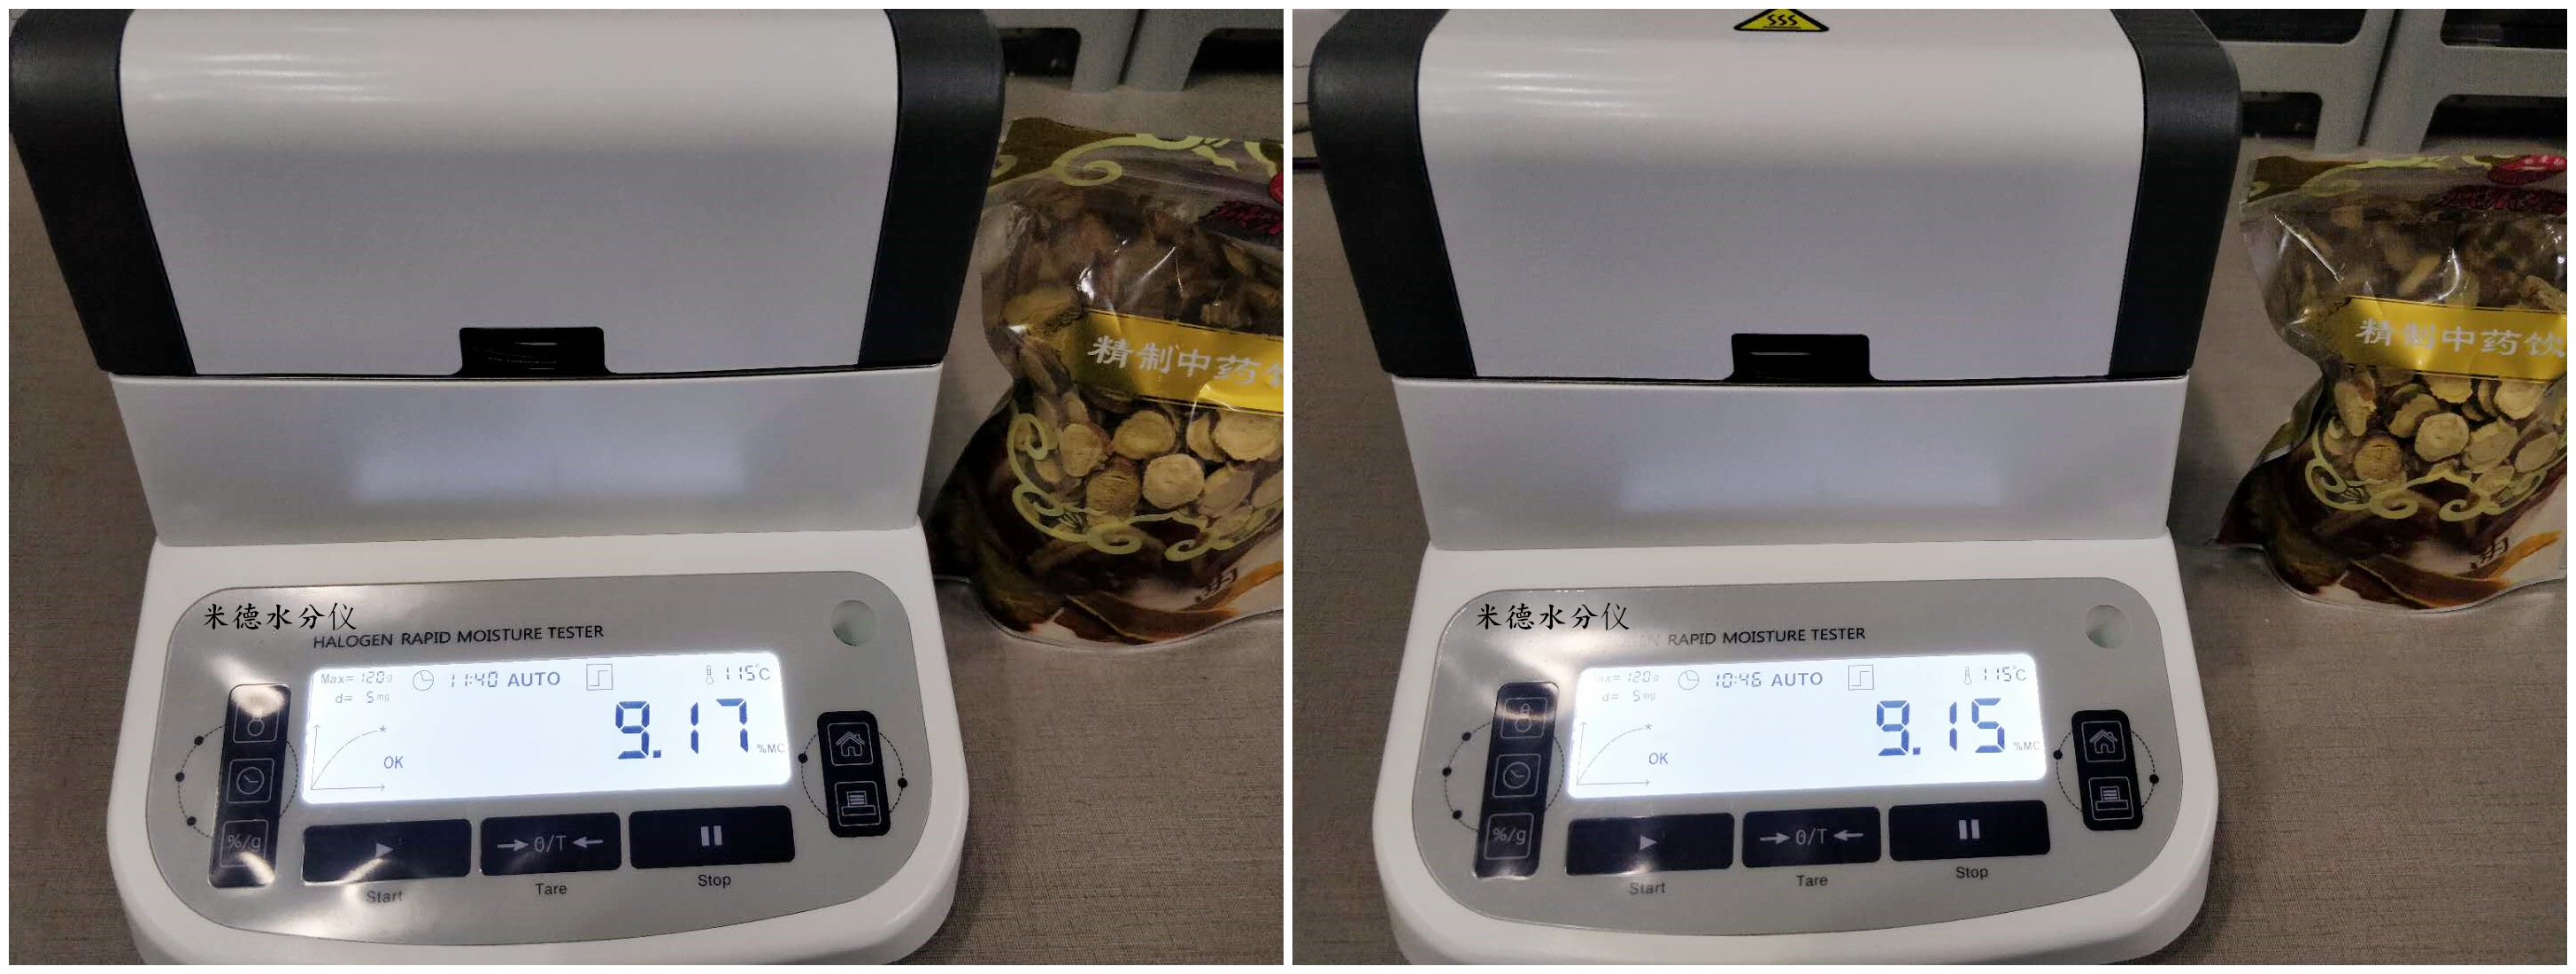 精制中药
米德水分仪
HALOGEN RAPID MOISTURE TESTER
Max= 120g
11:40 AUTO
115°C
d= 5mg
9.17 %MC
OK
%/g
→0/T←
Start
Tare
Stop
精制中药饮
米德水分仪
RAPID MOISTURE TESTER
ax= 120g
10:46 AUTO
115°C
d= 5mg
9.15 %MC
OK
%/g
→0/T←
Start
Tare
Stop